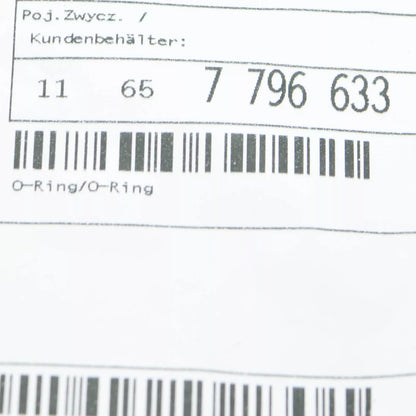 Poj.Zwycz. /
Kundenbehälter:
11 65 7 796 633
O-Ring/O-Ring